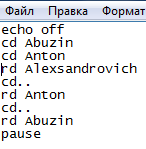 Файл Правка Формат
echo off
cd Abuzin
cd Anton
rd Alexsandrovich
cd..
rd Anton
cd..
rd Abuzin
pause